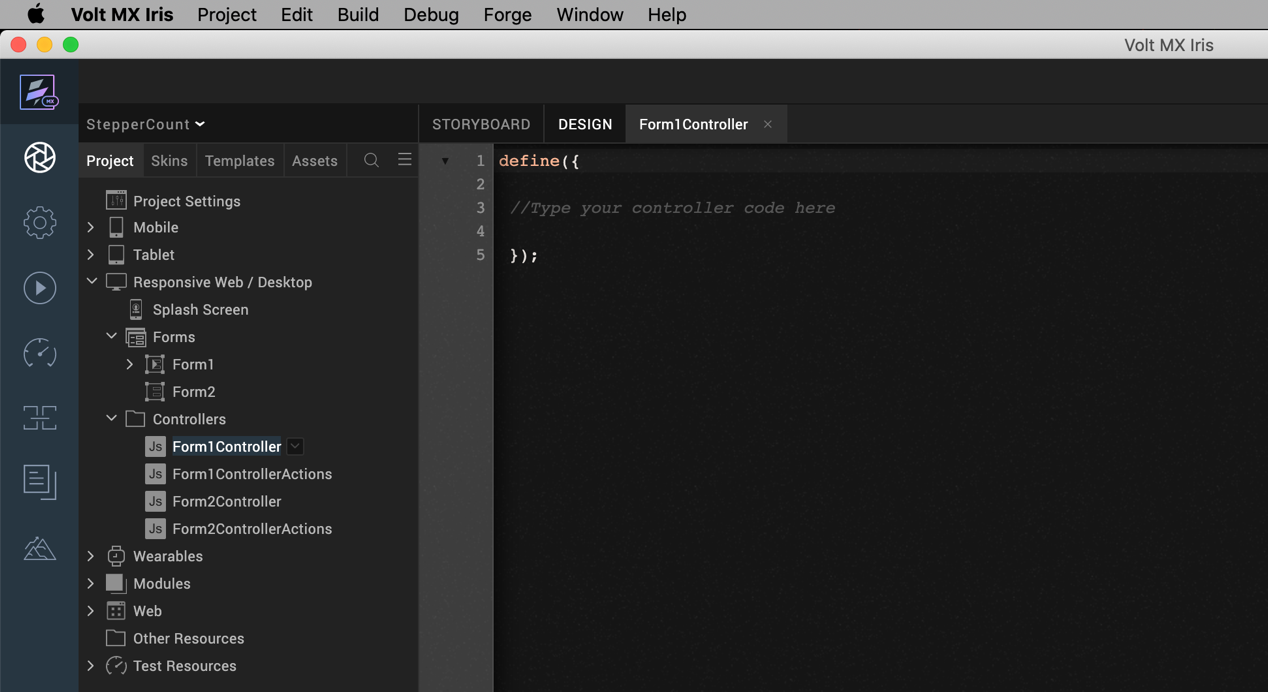 Volt MX Iris Project Edit Build Debug Forge Window Help
Volt MX Iris
MX
StepperCount
STORYBOARD DESIGN Form1Controller ×
Project Skins Templates Assets
Project Settings
Mobile
Tablet
Responsive Web / Desktop
Splash Screen
Forms
Form1
Form2
Controllers
Js Form1Controller
Js Form1ControllerActions
Js Form2Controller
Js Form2ControllerActions
Wearables
Modules
Web
Other Resources
Test Resources
1 define({
2
3 //Type your controller code here
4
5 });